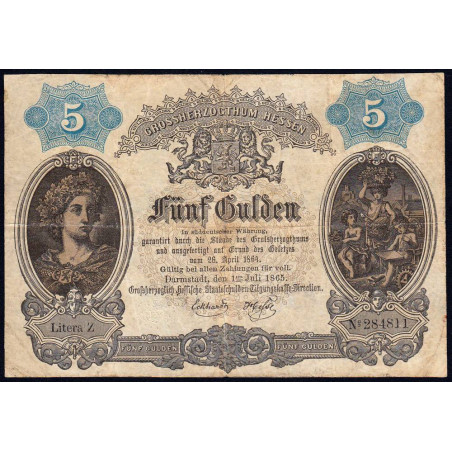 5
5
GROSSHERZOGTHUM HESSEN
Fünf Gulden
in süddeutscher Währung,
garantirt durch die Stände des Großherzogthums
und ausgefertigt auf Grund des Gesetzes
vom 26. April 1864.
Gültig bei allen Zahlungen für voll.
Darmstadt, den 1ten Juli 1865.
Großherzoglich Hessische Staatsschulden-Tilgungskasse-Direction.
Eckhardt
Litera Z
No 284811
FÜNF GULDEN
FÜNF GULDEN